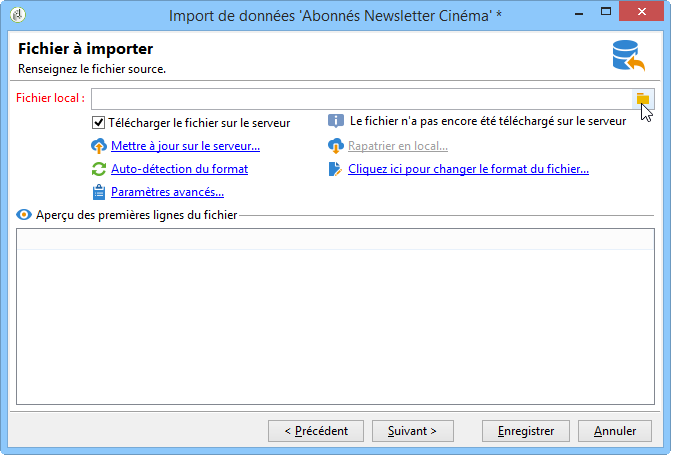 Import de données 'Abonnés Newsletter Cinéma' *
Fichier à importer
Renseignez le fichier source.
Fichier local :
Télécharger le fichier sur le serveur
Le fichier n'a pas encore été téléchargé sur le serveur
Mettre à jour sur le serveur...
Rapatrier en local...
Auto-détection du format
Cliquez ici pour changer le format du fichier...
Paramètres avancés...
Aperçu des premières lignes du fichier
< Précédent
Suivant >
Enregistrer
Annuler